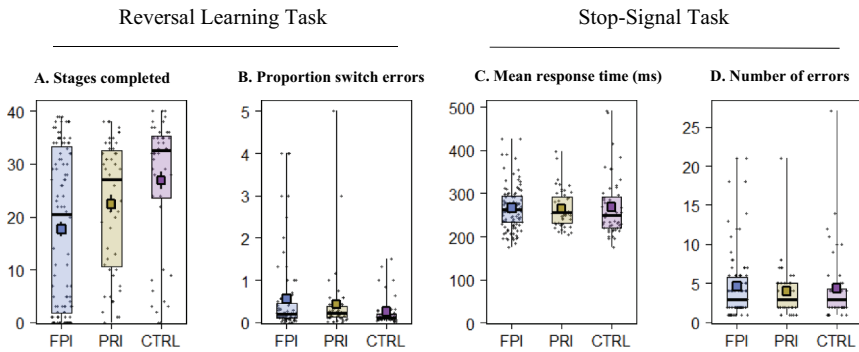 Reversal Learning Task
Stop-Signal Task
A. Stages completed
B. Proportion switch errors
C. Mean response time (ms)
D. Number of errors
40
30
20
10
0
FPI PRI CTRL
5
4
3
2
1
0
FPI PRI CTRL
500
400
300
200
100
0
FPI PRI CTRL
25
20
15
10
5
0
FPI PRI CTRL